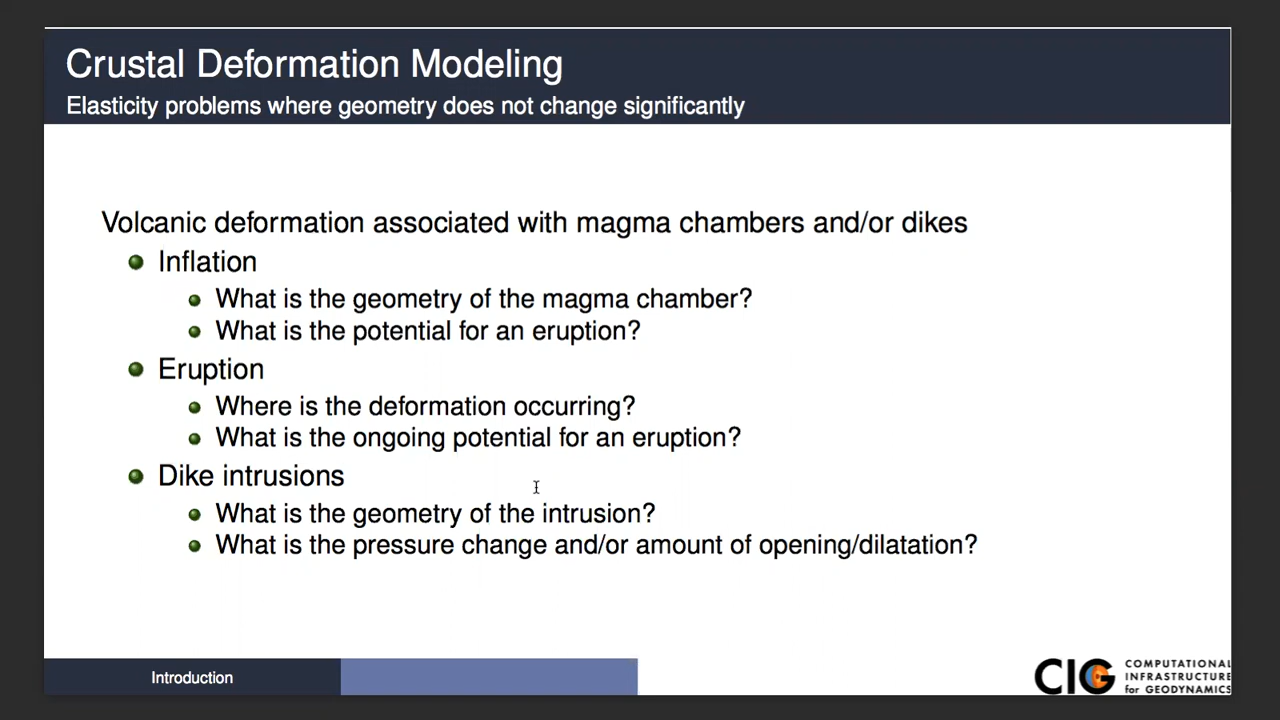 Crustal Deformation Modeling
Elasticity problems where geometry does not change significantly
Volcanic deformation associated with magma chambers and/or dikes
Inflation
What is the geometry of the magma chamber?
What is the potential for an eruption?
Eruption
Where is the deformation occurring?
What is the ongoing potential for an eruption?
Dike intrusions
What is the geometry of the intrusion?
What is the pressure change and/or amount of opening/dilatation?
Introduction
CIG
COMPUTATIONAL
INFRASTRUCTURE
for GEODYNAMICS